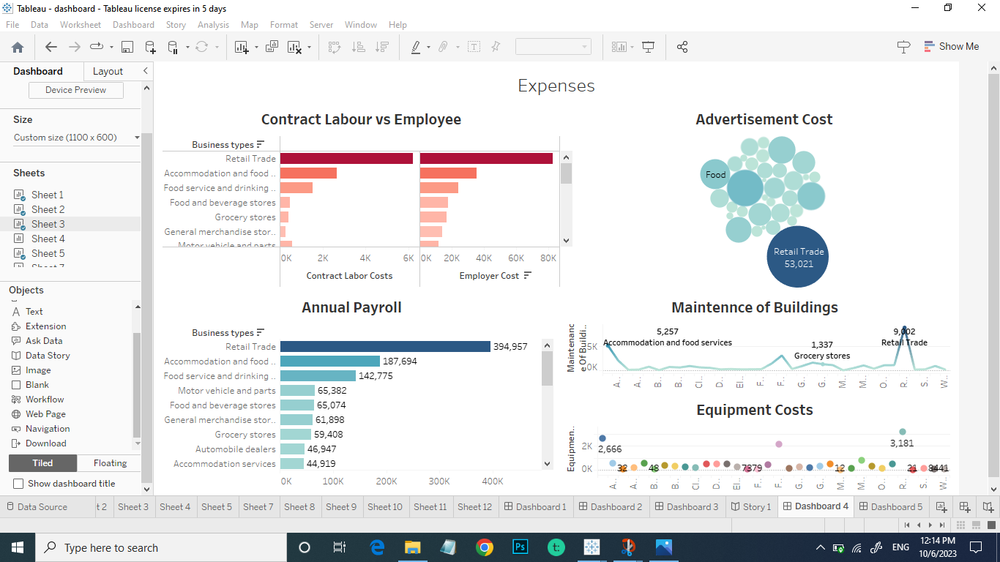 Tableau - dashboard - Tableau license expires in 5 days
File Data Worksheet Dashboard Story Analysis Map Format Server Window Help
Show Me
Dashboard Layout
Device Preview
Size
Custom size (1100 x 600)
Sheets
Sheet 1
Sheet 2
Sheet 3
Sheet 4
Sheet 5
Objects
Text
Extension
Ask Data
Data Story
Image
Blank
Workflow
Web Page
Navigation
Download
Tiled Floating
Show dashboard title
Expenses
Contract Labour vs Employee
Business types
Retail Trade
Accommodation and food ..
Food service and drinking ..
Food and beverage stores
Grocery stores
General merchandise stor..
Motor vehicle and parts
0K 2K 4K 6K 0K 20K 40K 60K 80K
Contract Labor Costs Employer Cost
Advertisement Cost
Food
Retail Trade
53,021
Annual Payroll
Business types
Retail Trade 394,957
Accommodation and food .. 187,694
Food service and drinking .. 142,775
Motor vehicle and parts 65,382
Food and beverage stores 65,074
General merchandise stor.. 61,898
Grocery stores 59,408
Automobile dealers 46,947
Accommodation services 44,919
0K 100K 200K 300K 400K
Maintennce of Buildings
Maintenanc
e Of Buildi..
5K
0K
5,257
Accommodation and food services
1,337
Grocery stores
9,002
Retail Trade
A.. A.. B.. B.. Cl.. D.. El.. F.. F.. G.. G.. M.. M.. O.. R.. S.. W..
Equipment Costs
Equipmen..
2K
0K
2,666
32 48 7379 12 3,181 21 8441
A.. A.. B.. B.. Cl.. D.. El.. F.. F.. G.. G.. M.. M.. O.. R.. S.. W..
Data Source t 2 Sheet 3 Sheet 4 Sheet 5 Sheet 7 Sheet 8 Sheet 9 Sheet 10 Sheet 11 Sheet 12 Dashboard 1 Dashboard 2 Dashboard 3 Story 1 Dashboard 4 Dashboard 5
Type here to search
Ps
t:
ENG
12:14 PM
10/6/2023